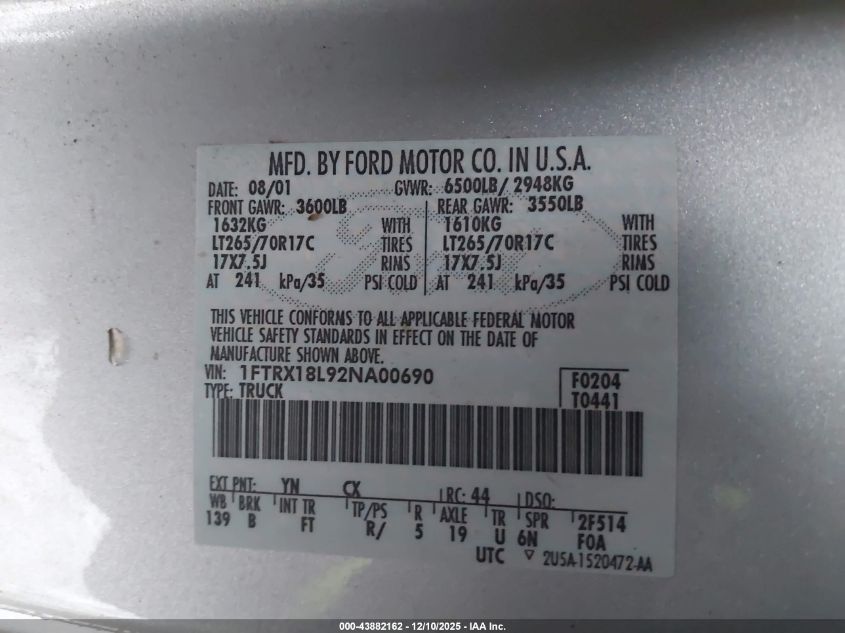 MFD. BY FORD MOTOR CO. IN U.S.A.
DATE: 08/01 GVWR: 6500LB/ 2948KG
FRONT GAWR: 3600LB REAR GAWR: 3550LB
1632KG WITH 1610KG WITH
LT265/70R17C TIRES LT265/70R17C TIRES
17X7.5J RIMS 17X7.5J RIMS
AT 241 kPa/35 PSI COLD AT 241 kPa/35 PSI COLD
THIS VEHICLE CONFORMS TO ALL APPLICABLE FEDERAL MOTOR
VEHICLE SAFETY STANDARDS IN EFFECT ON THE DATE OF
MANUFACTURE SHOWN ABOVE.
VIN: 1FTRX18L92NA00690 F0204
TYPE: TRUCK T0441
EXT PNT: YN CX RC: 44 DSO:
WB BRK INT TR TP/PS R AXLE TR SPR 2F514
139 B FT R/ 5 19 U 6N FOA
UTC ▽ 2U5A-1520472-AA
000-43882162 - 12/10/2025 - IAA Inc.